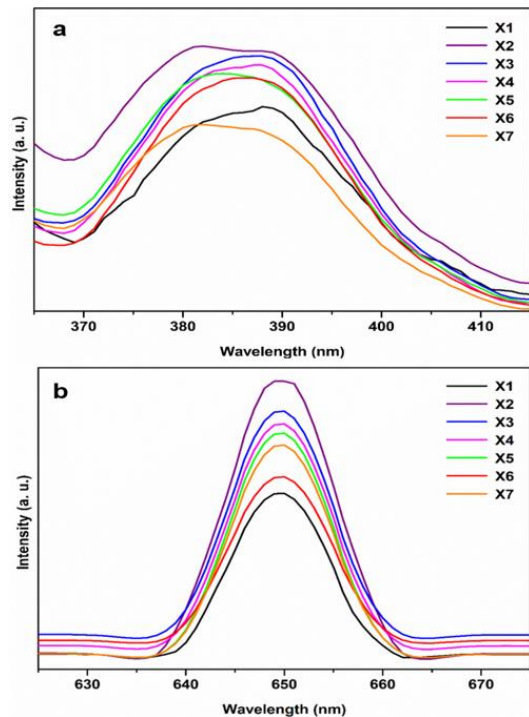 a
X1
X2
X3
X4
X5
X6
X7
Intensity (a. u.)
370 380 390 400 410
Wavelength (nm)
b
X1
X2
X3
X4
X5
X6
X7
Intensity (a. u.)
630 640 650 660 670
Wavelength (nm)